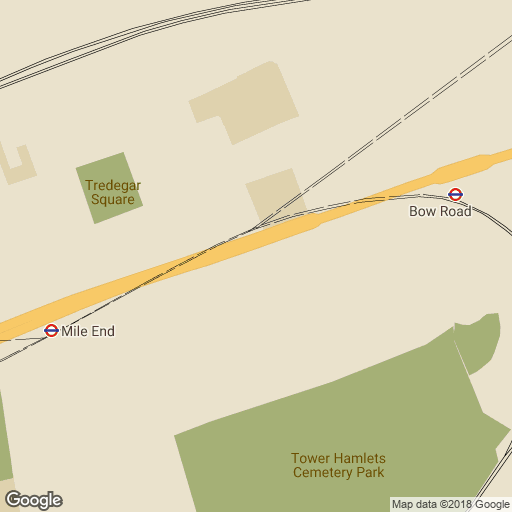 Tredegar
Square
Bow Road
Mile End
Tower Hamlets
Cemetery Park
Google
Map data ©2018 Google